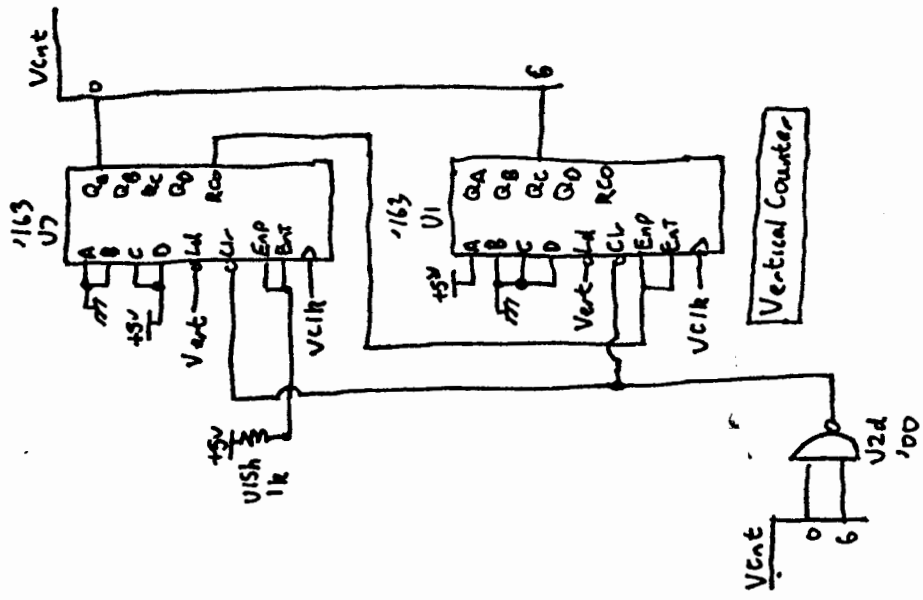 VCnt
0
6
U2d
'00
+5V
U15h
1k
'163
U7
A
B
C
D
Ld
Clr
EnP
EnT
QA
QB
QC
QD
RCO
+5V
Vert
VClk
VCnt
0
6
'163
U1
A
B
C
D
Ld
Clr
EnP
EnT
QA
QB
QC
QD
RCO
+5V
Vert
VClk
Vertical Counter